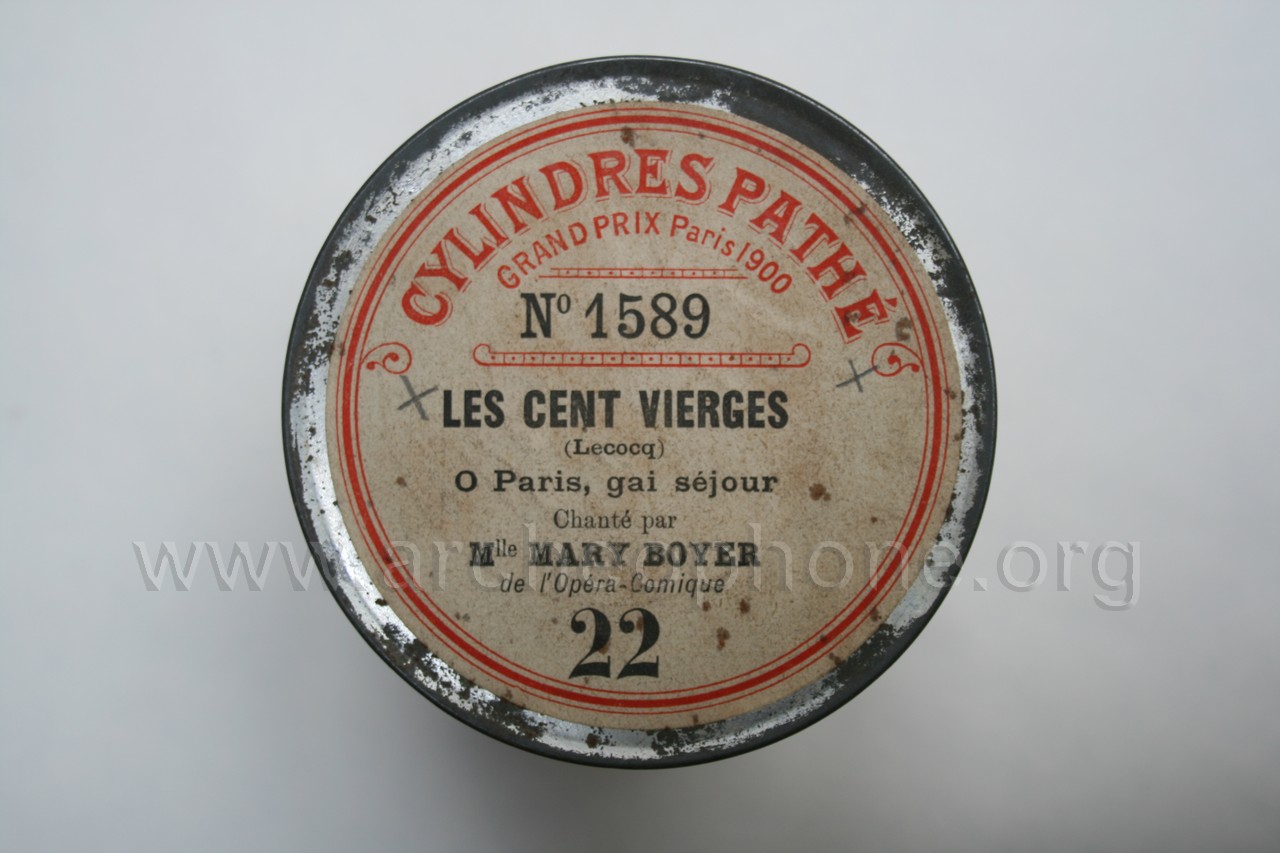 CYLINDRES PATHÉ
GRAND PRIX Paris 1900
Nº 1589
LES CENT VIERGES
(Lecocq)
O Paris, gai séjour
Chanté par
Mlle MARY BOYER
de l'Opéra-Comique
22
www.archeophone.org